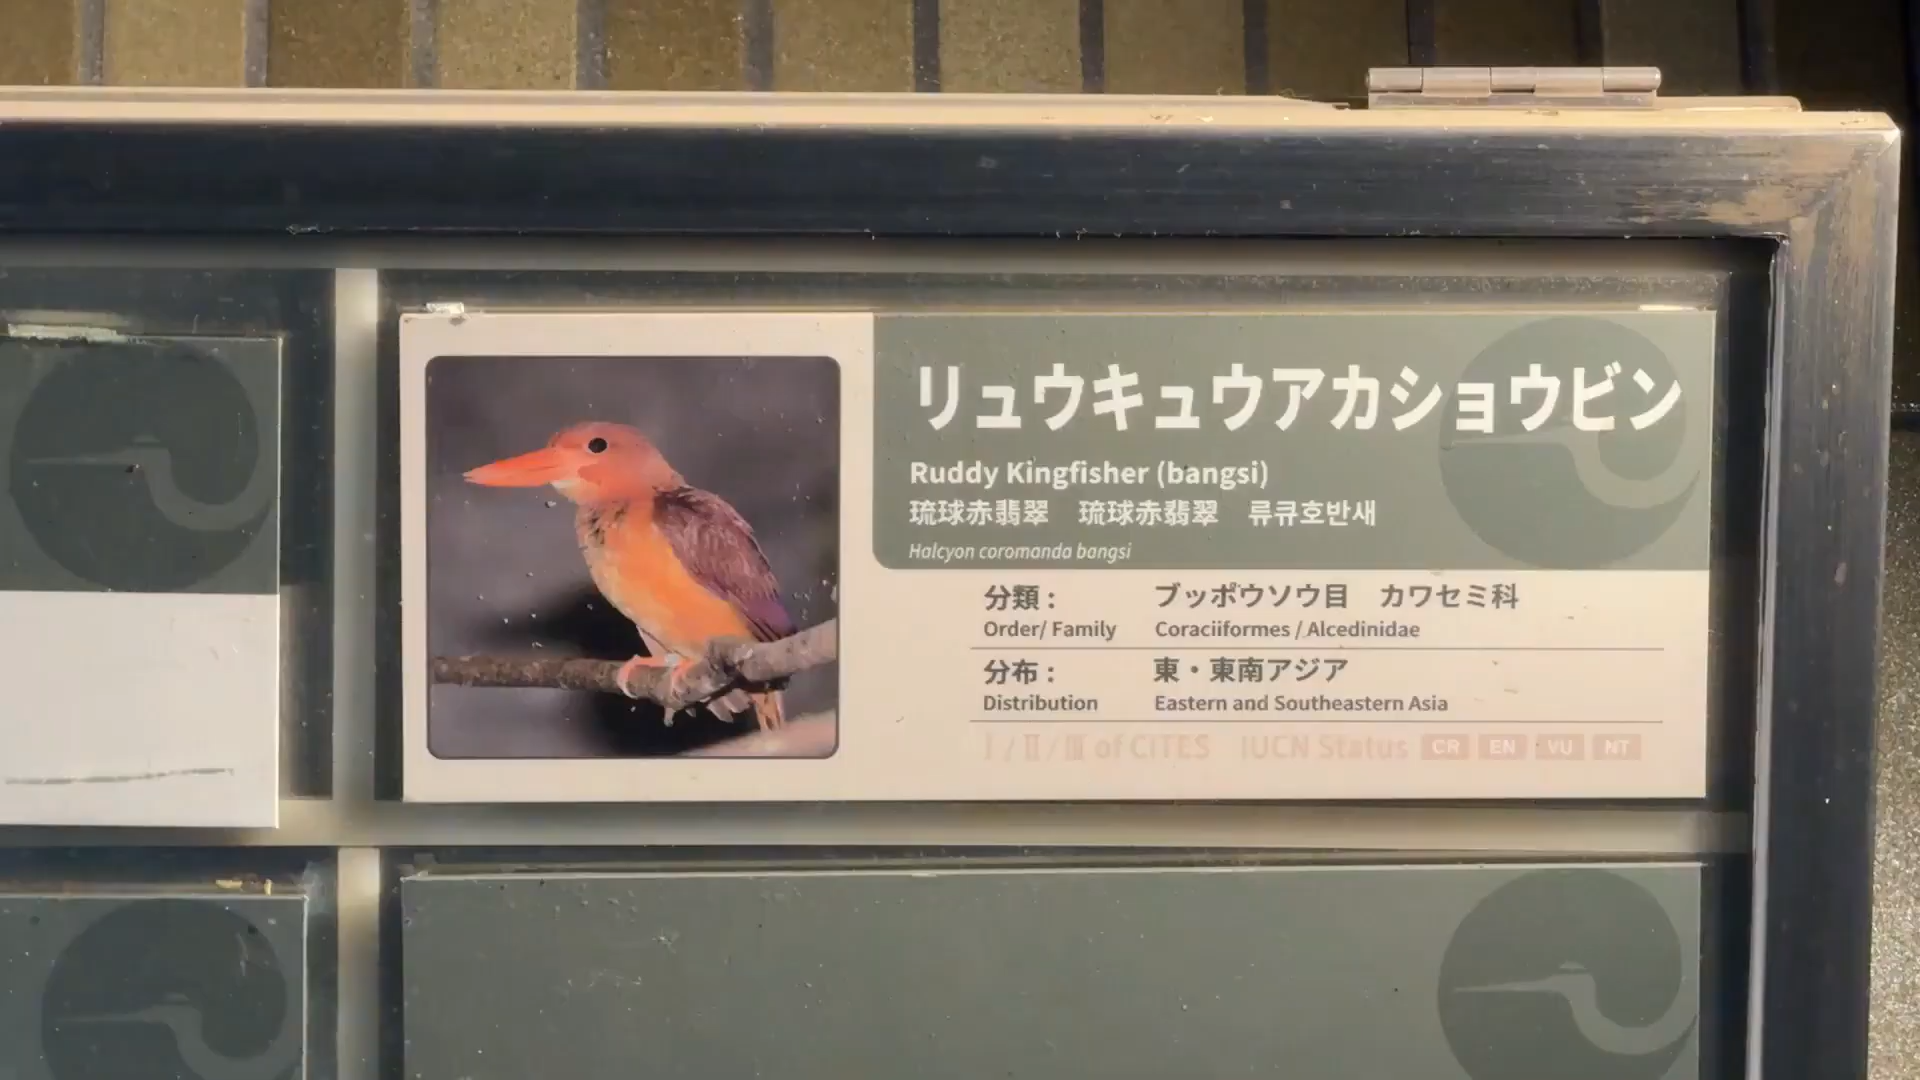 リュウキュウアカショウビン
Ruddy Kingfisher (bangsi)
琉球赤翡翠 琉球赤翡翠 류큐호반새
Halcyon coromanda bangsi
分類： ブッポウソウ目 カワセミ科
Order/ Family Coraciiformes / Alcedinidae
分布： 東・東南アジア
Distribution Eastern and Southeastern Asia
Ⅰ/Ⅱ/Ⅲ of CITES IUCN Status CR EN VU NT